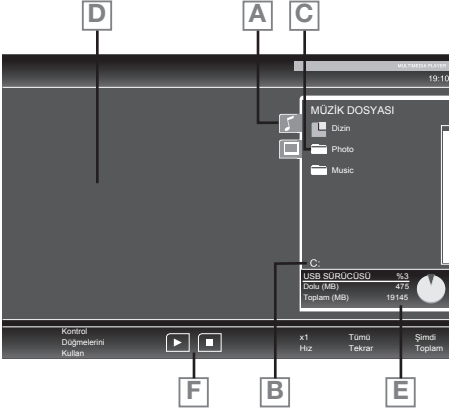 D A C
MULTIMEDIA PLAYER
19:10
MÜZİK DOSYASI
Dizin
Photo
Music
C:
USB SÜRÜCÜSÜ %3
Dolu (MB) 475
Toplam (MB) 19145
Kontrol
Düğmelerini
Kullan
x1 Tümü Şimdi
Hız Tekrar Toplam
F B E